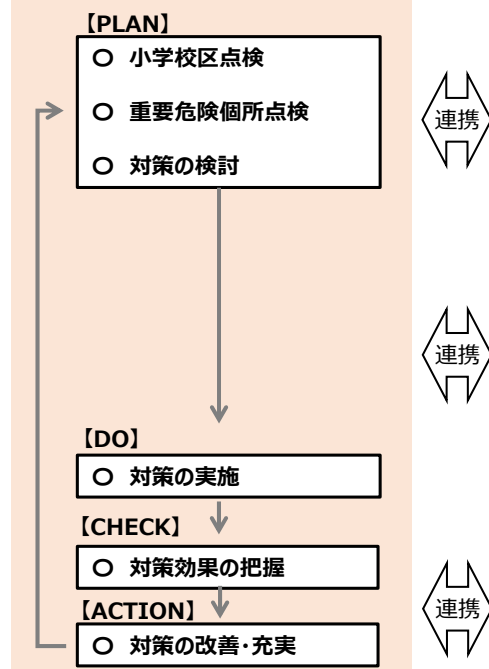 【PLAN】
○ 小学校区点検
○ 重要危険個所点検
○ 対策の検討
連携
連携
【DO】
○ 対策の実施
【CHECK】
○ 対策効果の把握
【ACTION】
○ 対策の改善・充実
連携